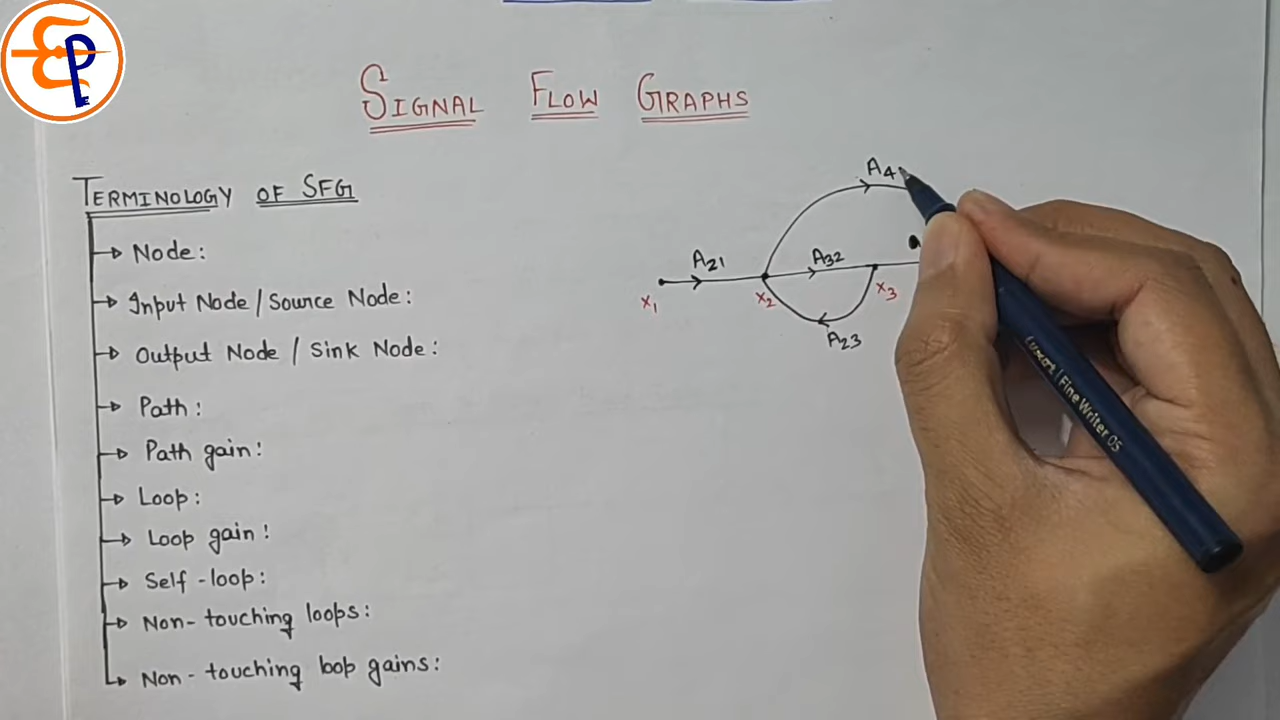 EP
SIGNAL FLOW GRAPHS
TERMINOLOGY OF SFG
Node:
Input Node / Source Node:
Output Node / Sink Node:
Path:
Path gain:
Loop:
Loop gain:
Self-loop:
Non-touching loops:
Non-touching loop gains:
A4
A21
A32
x1
x2
x3
A23
Luxor / Fine Writer 05